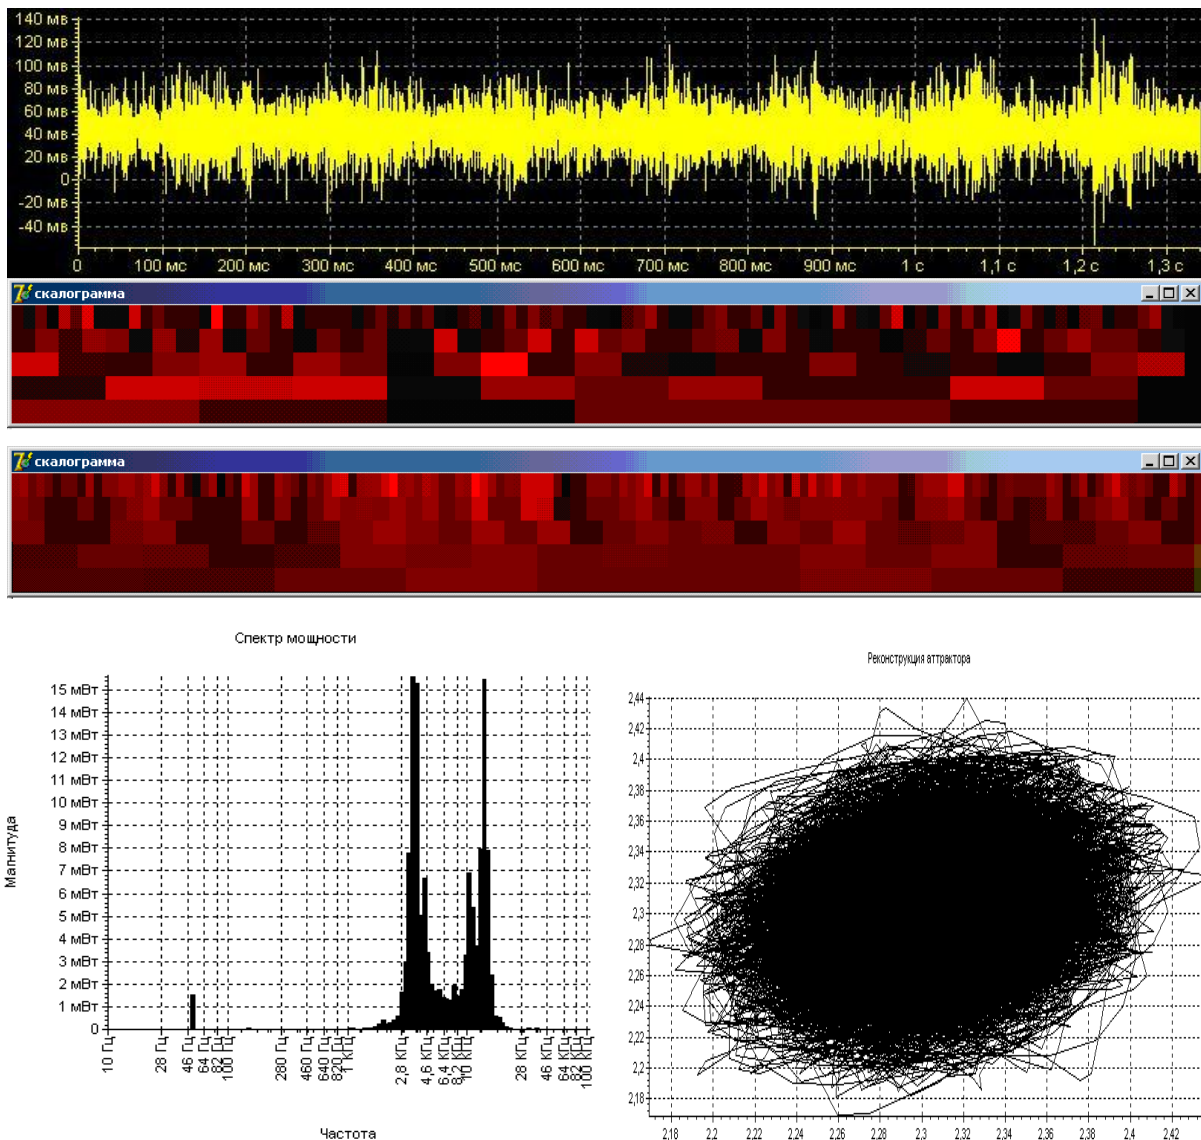 140 мв
120 мв
100 мв
80 мв
60 мв
40 мв
20 мв
0
-20 мв
-40 мв
0 100 мс 200 мс 300 мс 400 мс 500 мс 600 мс 700 мс 800 мс 900 мс 1 с 1,1 с 1,2 с 1,3 с
скалограмма
скалограмма
Спектр мощности
15 мВт
14 мВт
13 мВт
12 мВт
11 мВт
10 мВт
9 мВт
8 мВт
7 мВт
6 мВт
5 мВт
4 мВт
3 мВт
2 мВт
1 мВт
0
Магнитуда
10 Гц 28 Гц 46 Гц 64 Гц 82 Гц 100 Гц 280 Гц 460 Гц 640 Гц 820 Гц 1 КГц 2,8 КГц 4,6 КГц 6,4 КГц 8,2 КГц 10 КГц 28 КГц 46 КГц 64 КГц 82 КГц 100 КГц
Частота
Реконструкция аттрактора
2,44
2,42
2,4
2,38
2,36
2,34
2,32
2,3
2,28
2,26
2,24
2,22
2,2
2,18
2,18 2,2 2,22 2,24 2,26 2,28 2,3 2,32 2,34 2,36 2,38 2,4 2,42